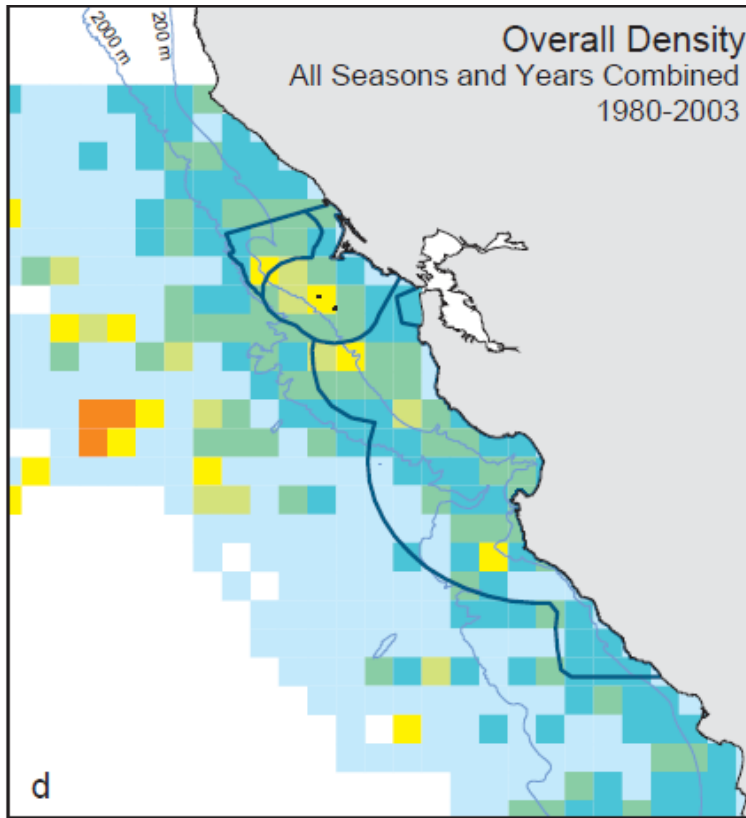 Overall Density
All Seasons and Years Combined
1980-2003
2000 m
200 m
d